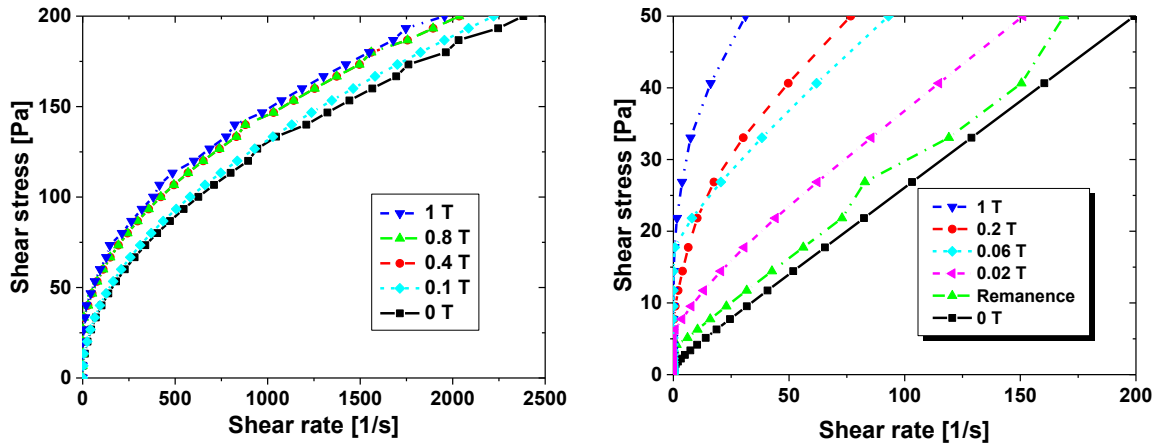 200
150
100
50
0
Shear stress [Pa]
0
500
1000
1500
2000
2500
Shear rate [1/s]
1 T
0.8 T
0.4 T
0.1 T
0 T
50
40
30
20
10
0
Shear stress [Pa]
0
50
100
150
200
Shear rate [1/s]
1 T
0.2 T
0.06 T
0.02 T
Remanence
0 T